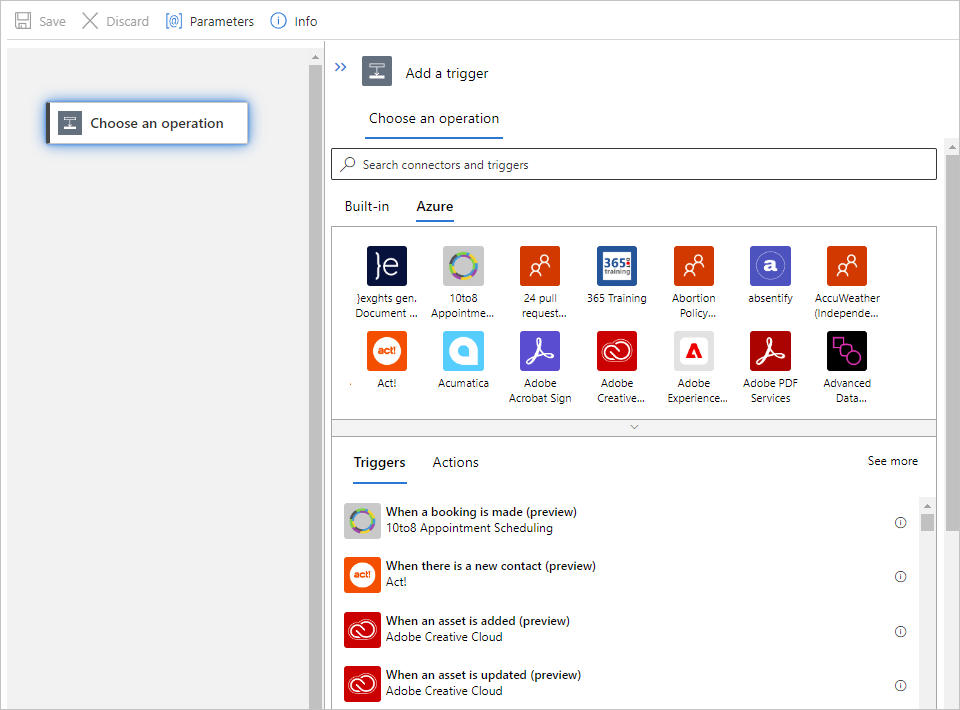 Save Discard [@] Parameters Info
Choose an operation
Add a trigger
Choose an operation
Search connectors and triggers
Built-in Azure
}e
365
training
a
}exghts gen.
Document ...
10to8
Appointme...
24 pull
request...
365 Training
Abortion
Policy...
absentify
AccuWeather
(Independe...
act!
Act!
Acumatica
Adobe
Acrobat Sign
Adobe
Creative...
Adobe
Experience...
Adobe PDF
Services
Advanced
Data...
Triggers Actions See more
When a booking is made (preview)
10to8 Appointment Scheduling
act!
When there is a new contact (preview)
Act!
When an asset is added (preview)
Adobe Creative Cloud
When an asset is updated (preview)
Adobe Creative Cloud